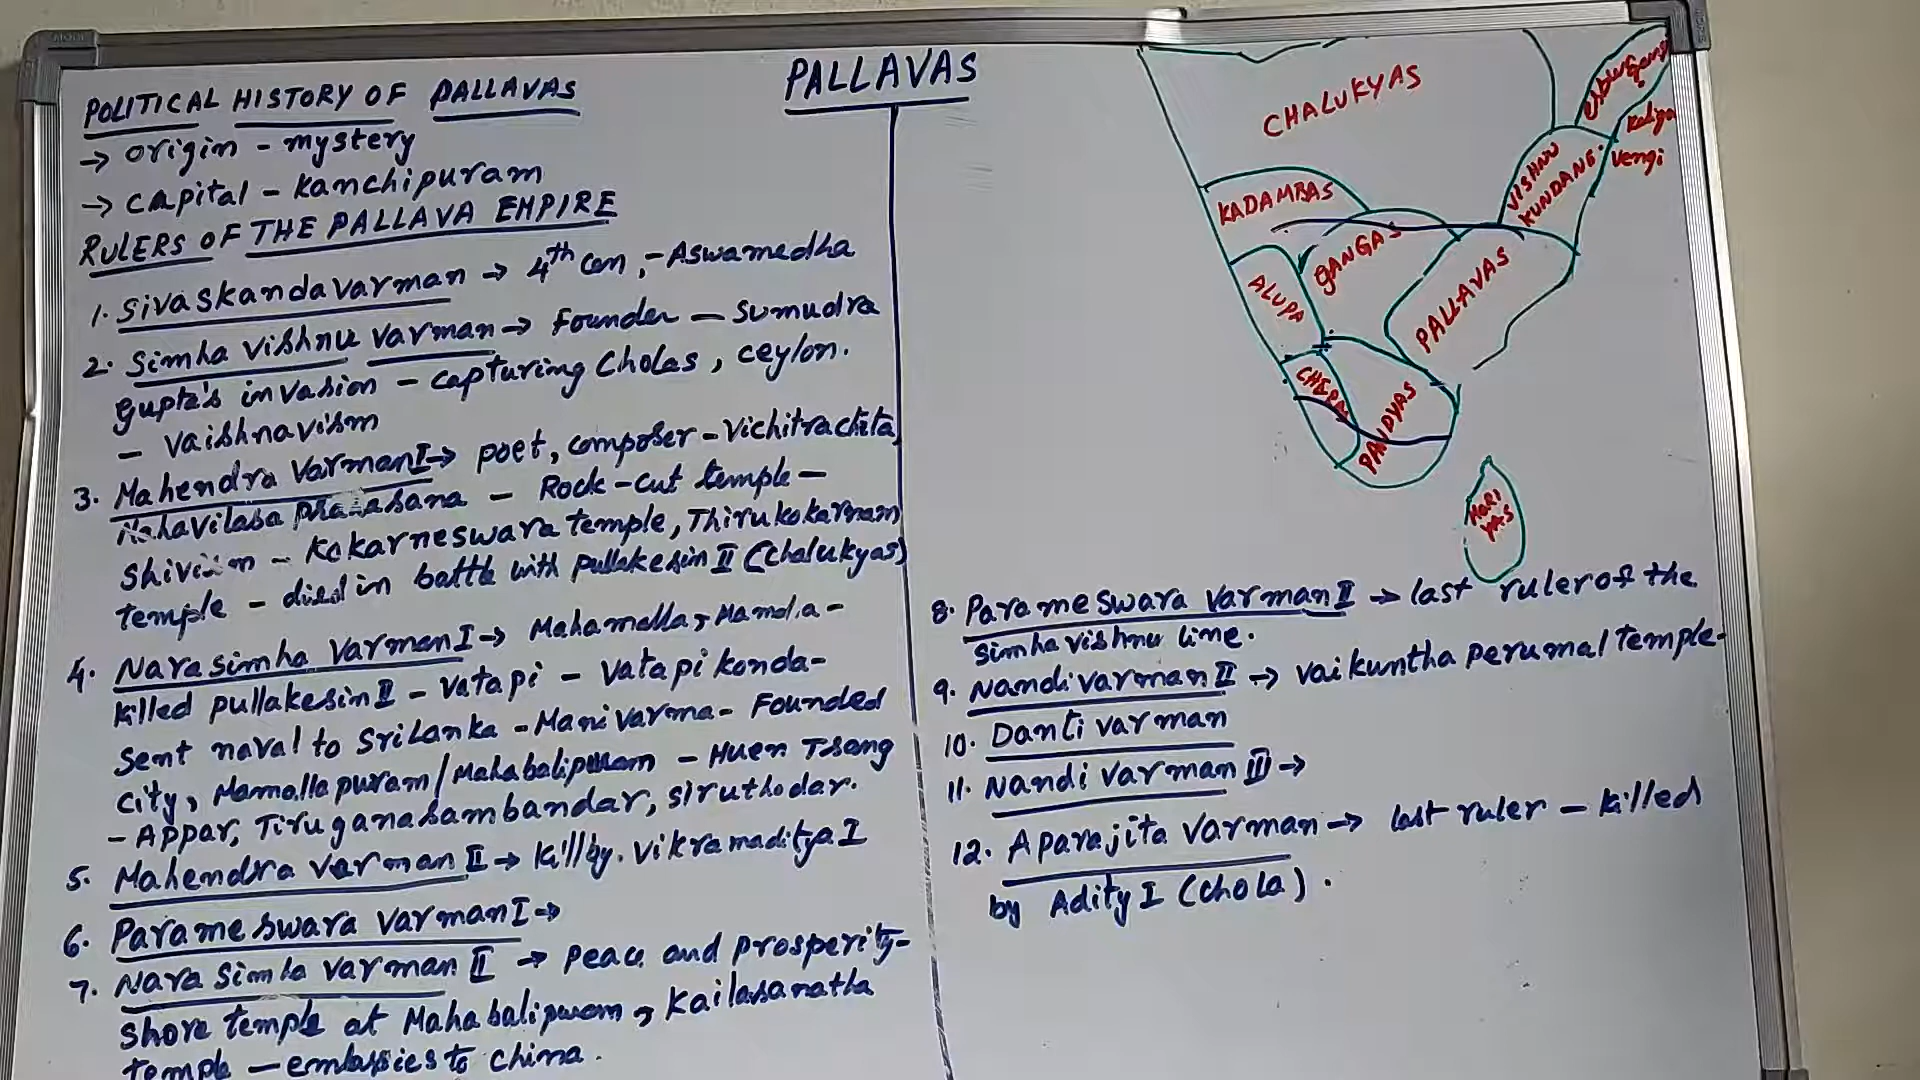 PALLAVAS
POLITICAL HISTORY OF PALLAVAS
→ origin - mystery
→ capital - Kanchipuram
RULERS OF THE PALLAVA EMPIRE
1. Sivaskandavarman → 4th cen, - Aswamedha
2. Simha Vishnu Varman → Founder - Sumudra
gupta's invasion - capturing Cholas, ceylon.
- Vaishnavism
3. Mahendra Varman I → poet, composer - Vichitrachita,
- Rock-cut temple -
- Kokarneswara temple, Thirukokarnam
temple - died in battle with pullakesin II (Chalukyas)
4. Narasimha Varman I → Mahamalla, Mamalla -
killed pullakesin II - Vatapi - Vatapi konda -
sent naval to SriLanka - Manivarma - Founded
city, Mamallapuram/Mahabalipuram - Huen Tsang
- Appar, Tiruganasambandar, Siruthodar.
5. Mahendra Varman II → kill by. Vikramaditya I
6. Parameswara Varman I →
7. Narasimha Varman II → peace and prosperity -
Shore temple at Mahabalipuram, Kailasanatha
temple - embassies to china.
CHALUKYAS
KADAMBAS
GANGAS
ALUPA
PALLAVAS
VISHNU
KUNDANG.
Kaliga
Vengi
CHERA
PANDYAS
MORI
YAS
8. Parameswara Varman II → last ruler of the
Simhavishnu line.
9. Nandivarman II → vaikuntha perumal temple-
10. Danti varman
11. Nandi Varman III →
12. Aparajita Varman → last ruler - killed
by Adity I (Chola).